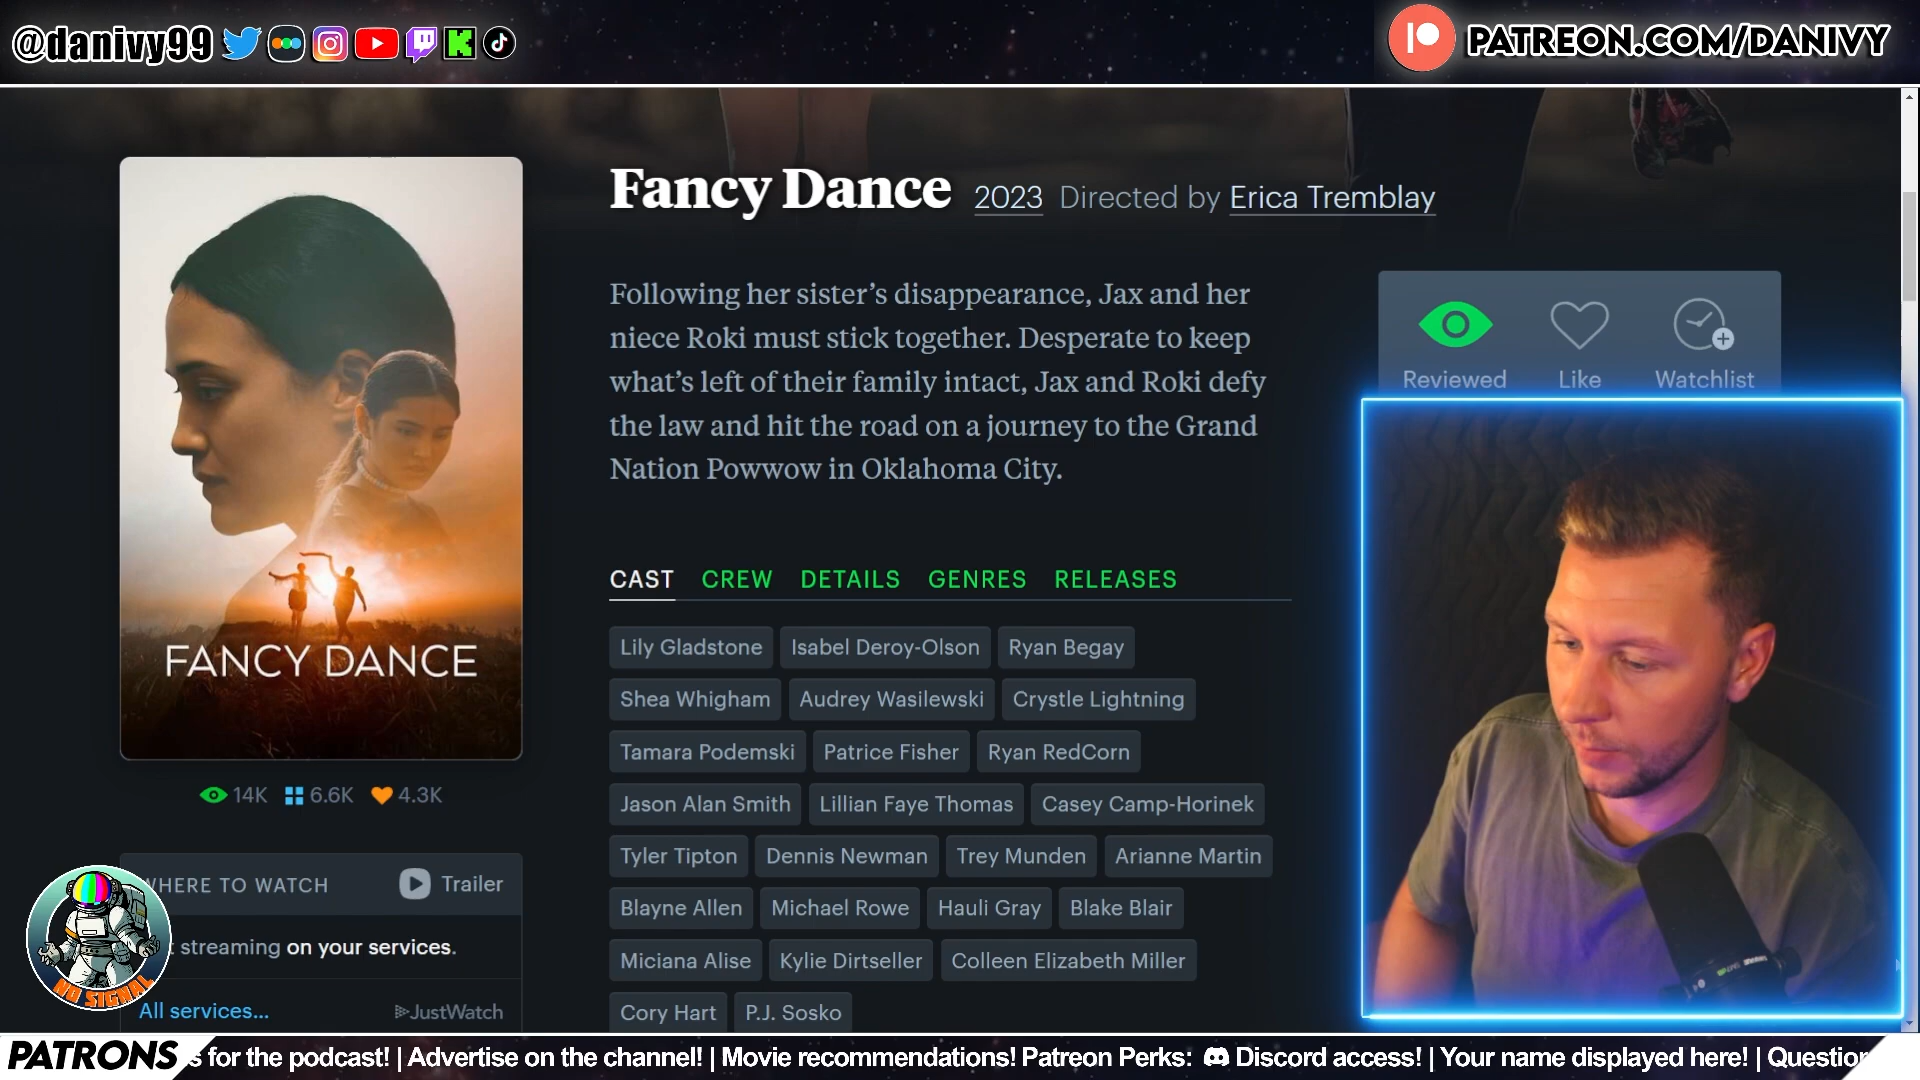 @danivy99
PATREON.COM/DANIVY
Fancy Dance 2023 Directed by Erica Tremblay
Following her sister’s disappearance, Jax and her
niece Roki must stick together. Desperate to keep
what’s left of their family intact, Jax and Roki defy
the law and hit the road on a journey to the Grand
Nation Powwow in Oklahoma City.
Reviewed Like Watchlist
FANCY DANCE
CAST CREW DETAILS GENRES RELEASES
Lily Gladstone Isabel Deroy-Olson Ryan Begay
Shea Whigham Audrey Wasilewski Crystle Lightning
Tamara Podemski Patrice Fisher Ryan RedCorn
Jason Alan Smith Lillian Faye Thomas Casey Camp-Horinek
Tyler Tipton Dennis Newman Trey Munden Arianne Martin
Blayne Allen Michael Rowe Hauli Gray Blake Blair
Miciana Alise Kylie Dirtseller Colleen Elizabeth Miller
Cory Hart P.J. Sosko
14K 6.6K 4.3K
WHERE TO WATCH Trailer
streaming on your services.
All services... JustWatch
NO SIGNAL
PATRONS s for the podcast! | Advertise on the channel! | Movie recommendations! Patreon Perks: Discord access! | Your name displayed here! | Question